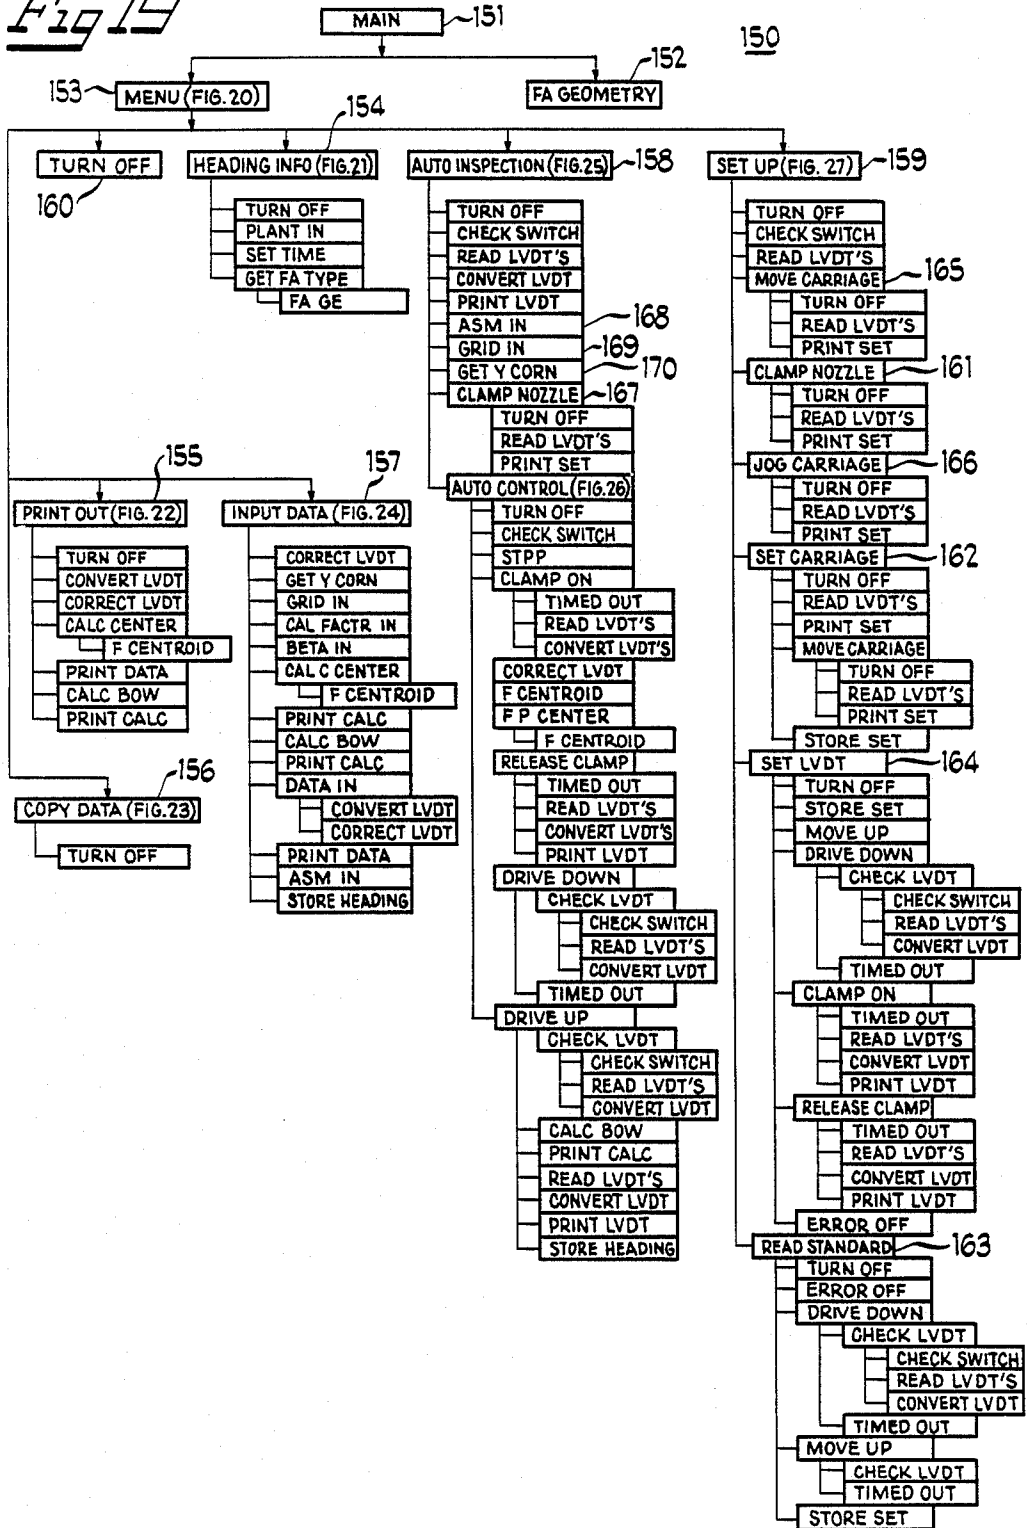 Fig 19
MAIN
151
150
152
153
MENU (FIG. 20)
FA GEOMETRY
154
TURN OFF
160
HEADING INFO (FIG. 21)
TURN OFF
PLANT IN
SET TIME
GET FA TYPE
FA GE
AUTO INSPECTION (FIG. 25)
158
TURN OFF
CHECK SWITCH
READ LVDT'S
CONVERT LVDT
PRINT LVDT
ASM IN
168
GRID IN
169
GET Y CORN
170
CLAMP NOZZLE
167
TURN OFF
READ LVDT'S
PRINT SET
AUTO CONTROL (FIG. 26)
TURN OFF
CHECK SWITCH
STPP
CLAMP ON
TIMED OUT
READ LVDT'S
CONVERT LVDT'S
CORRECT LVDT
F CENTROID
F P CENTER
F CENTROID
RELEASE CLAMP
TIMED OUT
READ LVDT'S
CONVERT LVDT'S
PRINT LVDT
DRIVE DOWN
CHECK LVDT
CHECK SWITCH
READ LVDT'S
CONVERT LVDT
TIMED OUT
DRIVE UP
CHECK LVDT
CHECK SWITCH
READ LVDT'S
CONVERT LVDT
CALC BOW
PRINT CALC
READ LVDT'S
CONVERT LVDT
PRINT LVDT
STORE HEADING
SET UP (FIG. 27)
159
TURN OFF
CHECK SWITCH
READ LVDT'S
MOVE CARRIAGE
165
TURN OFF
READ LVDT'S
PRINT SET
CLAMP NOZZLE
161
TURN OFF
READ LVDT'S
PRINT SET
JOG CARRIAGE
166
TURN OFF
READ LVDT'S
PRINT SET
SET CARRIAGE
162
TURN OFF
READ LVDT'S
PRINT SET
MOVE CARRIAGE
TURN OFF
READ LVDT'S
PRINT SET
STORE SET
SET LVDT
164
TURN OFF
STORE SET
MOVE UP
DRIVE DOWN
CHECK LVDT
CHECK SWITCH
READ LVDT'S
CONVERT LVDT
TIMED OUT
CLAMP ON
TIMED OUT
READ LVDT'S
CONVERT LVDT
PRINT LVDT
RELEASE CLAMP
TIMED OUT
READ LVDT'S
CONVERT LVDT
PRINT LVDT
ERROR OFF
READ STANDARD
163
TURN OFF
ERROR OFF
DRIVE DOWN
CHECK LVDT
CHECK SWITCH
READ LVDT'S
CONVERT LVDT
TIMED OUT
MOVE UP
CHECK LVDT
TIMED OUT
STORE SET
155
PRINT OUT (FIG. 22)
TURN OFF
CONVERT LVDT
CORRECT LVDT
CALC CENTER
F CENTROID
PRINT DATA
CALC BOW
PRINT CALC
157
INPUT DATA (FIG. 24)
CORRECT LVDT
GET Y CORN
GRID IN
CAL FACTR IN
BETA IN
CAL C CENTER
F CENTROID
PRINT CALC
CALC BOW
PRINT CALC
DATA IN
CONVERT LVDT
CORRECT LVDT
PRINT DATA
ASM IN
STORE HEADING
156
COPY DATA (FIG. 23)
TURN OFF